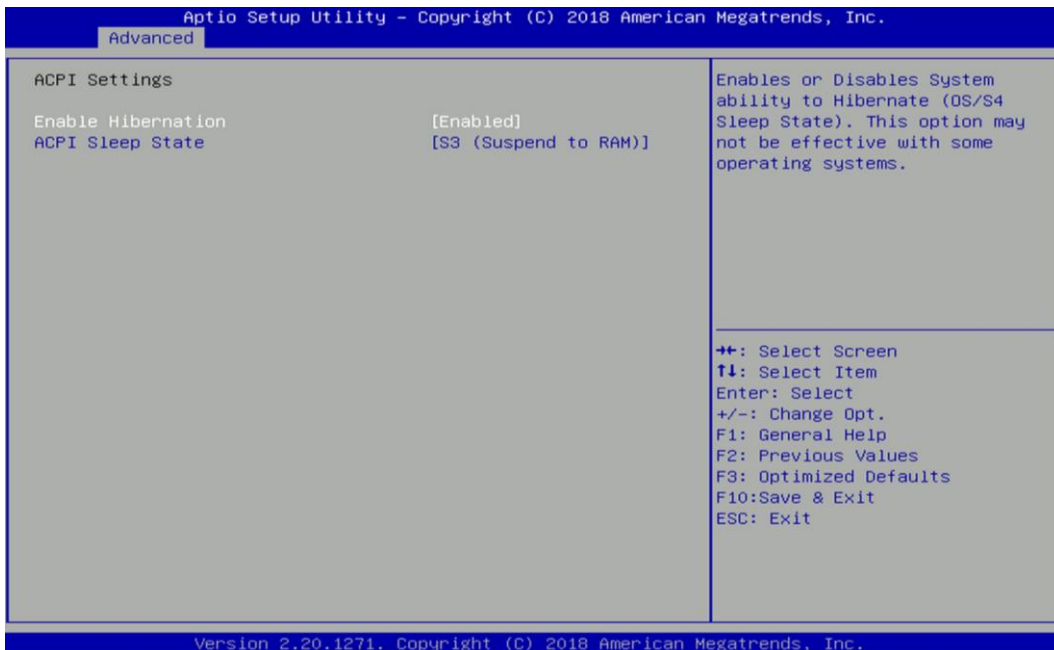 Aptio Setup Utility – Copyright (C) 2018 American Megatrends, Inc.
Advanced
ACPI Settings
Enable Hibernation [Enabled]
ACPI Sleep State [S3 (Suspend to RAM)]
Enables or Disables System
ability to Hibernate (OS/S4
Sleep State). This option may
not be effective with some
operating systems.
→←: Select Screen
↑↓: Select Item
Enter: Select
+/-: Change Opt.
F1: General Help
F2: Previous Values
F3: Optimized Defaults
F10:Save & Exit
ESC: Exit
Version 2.20.1271. Copyright (C) 2018 American Megatrends, Inc.